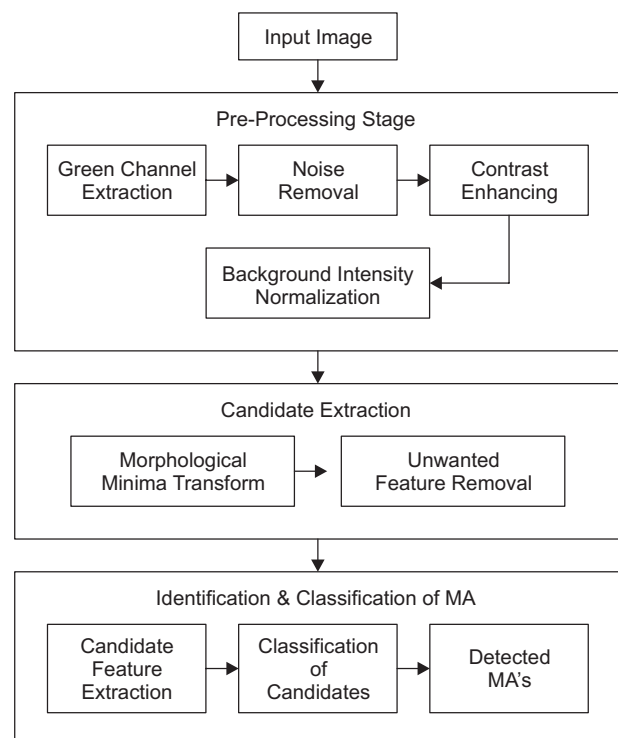 Input Image
Pre-Processing Stage
Green Channel
Extraction
Noise
Removal
Contrast
Enhancing
Background Intensity
Normalization
Candidate Extraction
Morphological
Minima Transform
Unwanted
Feature Removal
Identification & Classification of MA
Candidate
Feature
Extraction
Classification
of
Candidates
Detected
MA's